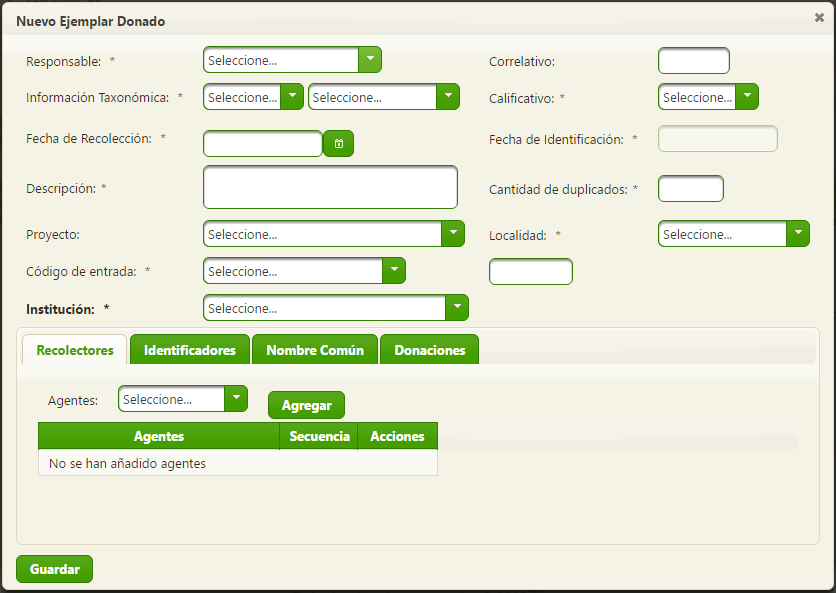 Nuevo Ejemplar Donado
Responsable: * Seleccione... Correlativo:
Información Taxonómica: * Seleccione... Seleccione... Calificativo: * Seleccione...
Fecha de Recolección: * Fecha de Identificación: *
Descripción: * Cantidad de duplicados: *
Proyecto: Seleccione... Localidad: * Seleccione...
Código de entrada: * Seleccione...
Institución: * Seleccione...
Recolectores Identificadores Nombre Común Donaciones
Agentes: Seleccione... Agregar
Agentes Secuencia Acciones
No se han añadido agentes
Guardar